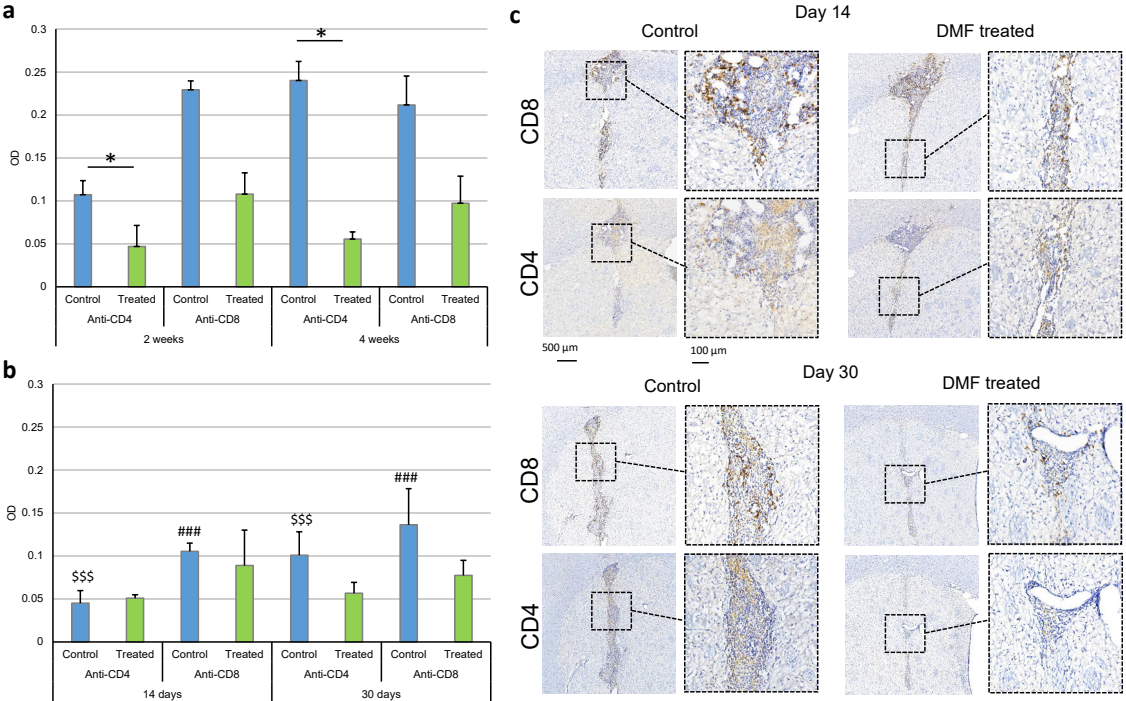 a
0.3
0.25
0.2
0.15
0.1
0.05
0
OD
*
*
Control Treated Control Treated Control Treated Control Treated
Anti-CD4 Anti-CD8 Anti-CD4 Anti-CD8
2 weeks 4 weeks
b
0.3
0.25
0.2
0.15
0.1
0.05
0
OD
$$$
###
$$$
###
Control Treated Control Treated Control Treated Control Treated
Anti-CD4 Anti-CD8 Anti-CD4 Anti-CD8
14 days 30 days
c
Day 14
Control DMF treated
CD8
CD4
500 µm 100 µm
Day 30
Control DMF treated
CD8
CD4